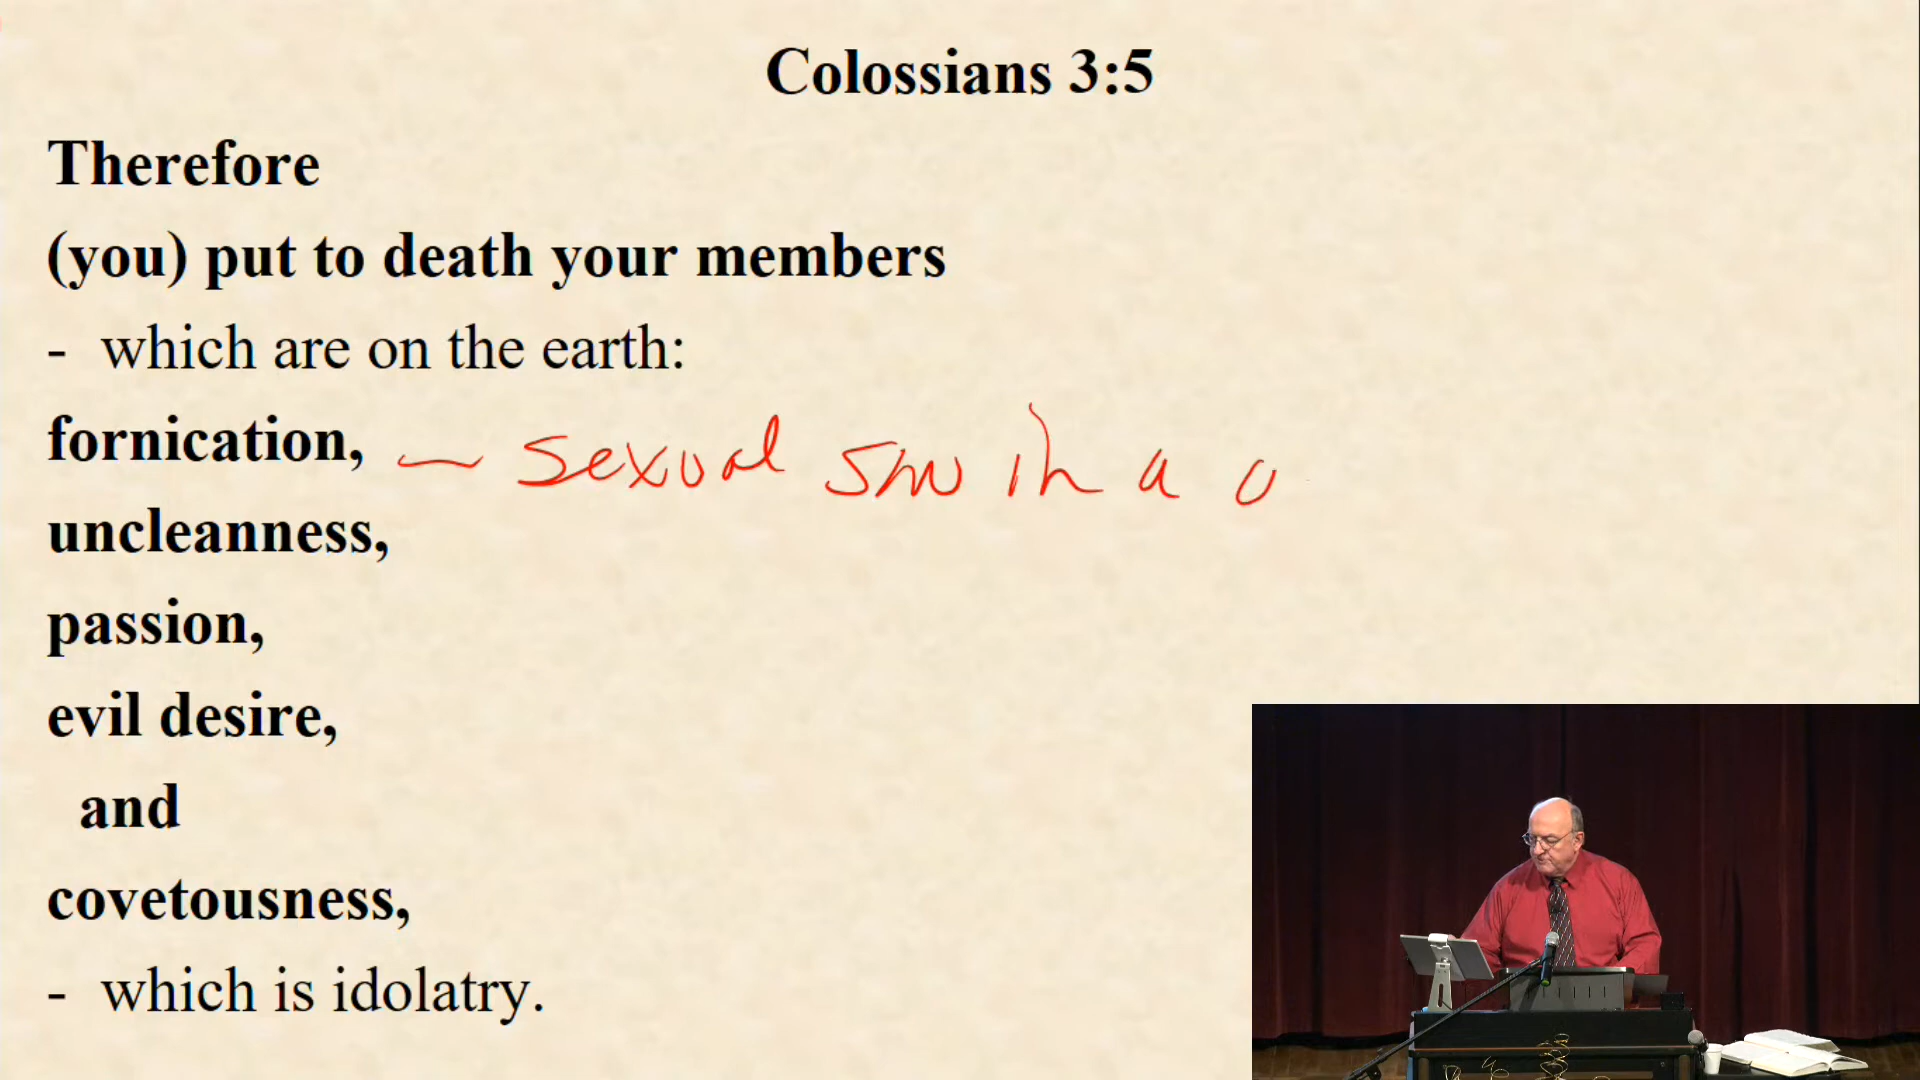 Colossians 3:5
Therefore
(you) put to death your members
- which are on the earth:
fornication, — sexual sin in a
uncleanness,
passion,
evil desire,
and
covetousness,
- which is idolatry.